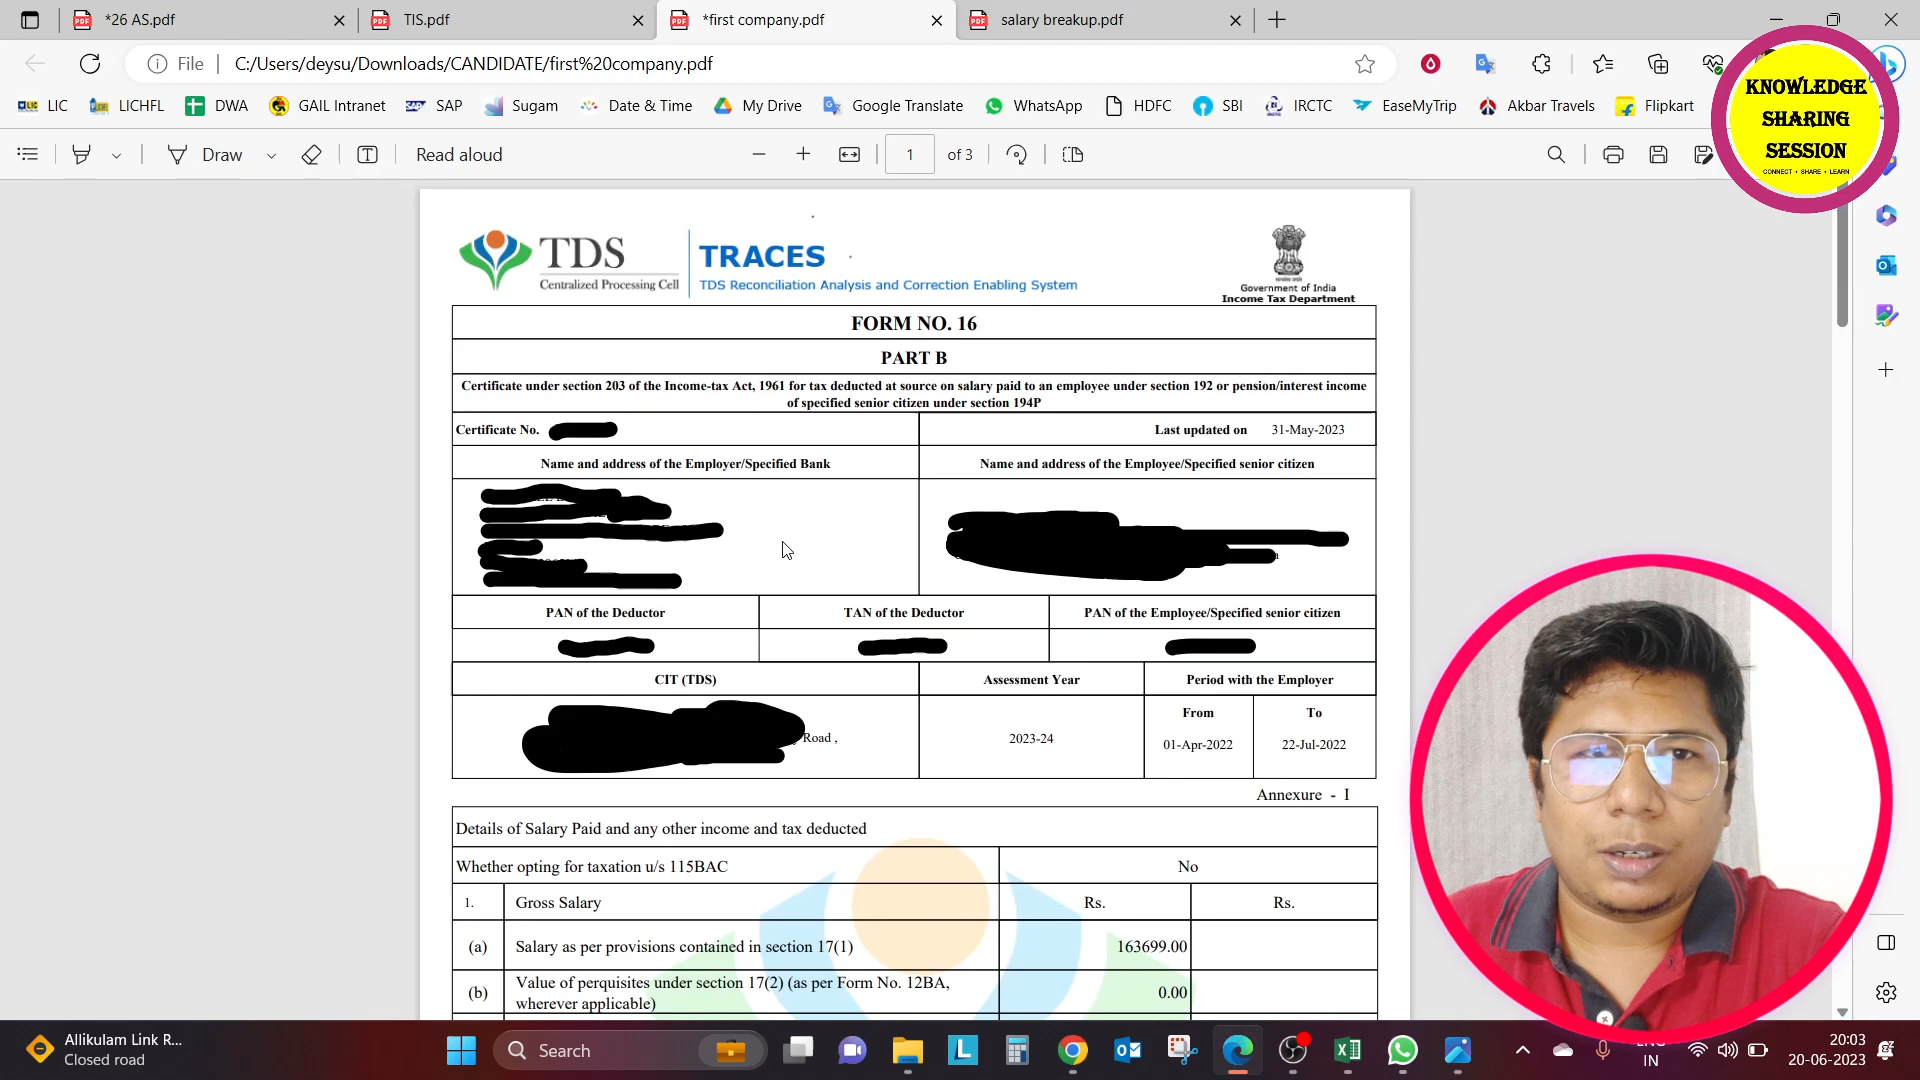 *26 AS.pdf
TIS.pdf
*first company.pdf
salary breakup.pdf
File
C:/Users/deysu/Downloads/CANDIDATE/first%20company.pdf
LIC
LICHFL
DWA
GAIL Intranet
SAP
Sugam
Date & Time
My Drive
Google Translate
WhatsApp
HDFC
SBI
IRCTC
EaseMyTrip
Akbar Travels
Flipkart
KNOWLEDGE
SHARING
SESSION
CONNECT • SHARE • LEARN
Draw
Read aloud
1 of 3
TDS
Centralized Processing Cell
TRACES
TDS Reconciliation Analysis and Correction Enabling System
Government of India
Income Tax Department
FORM NO. 16
PART B
Certificate under section 203 of the Income-tax Act, 1961 for tax deducted at source on salary paid to an employee under section 192 or pension/interest income
of specified senior citizen under section 194P
Certificate No.
Last updated on 31-May-2023
Name and address of the Employer/Specified Bank
Name and address of the Employee/Specified senior citizen
PAN of the Deductor
TAN of the Deductor
PAN of the Employee/Specified senior citizen
CIT (TDS)
Assessment Year
Period with the Employer
Road ,
2023-24
From
To
01-Apr-2022
22-Jul-2022
Annexure - I
Details of Salary Paid and any other income and tax deducted
Whether opting for taxation u/s 115BAC
No
1. Gross Salary Rs. Rs.
(a) Salary as per provisions contained in section 17(1) 163699.00
(b) Value of perquisites under section 17(2) (as per Form No. 12BA,
wherever applicable) 0.00
Allikulam Link R...
Closed road
Search
IN
20:03
20-06-2023